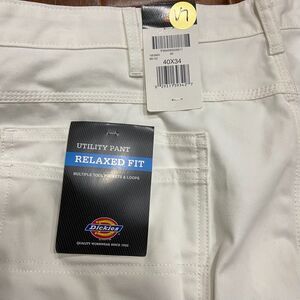 40X34
UTILITY PANT
RELAXED FIT
MULTIPLE TOOL POCKETS & LOOPS
Dickies
QUALITY WORKWEAR SINCE 1922